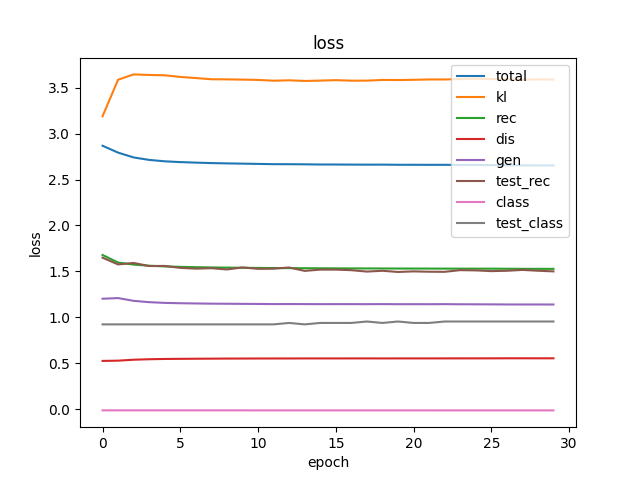 loss
3.5
3.0
2.5
2.0
1.5
1.0
0.5
0.0
loss
total
kl
rec
dis
gen
test_rec
class
test_class
0 5 10 15 20 25 30
epoch